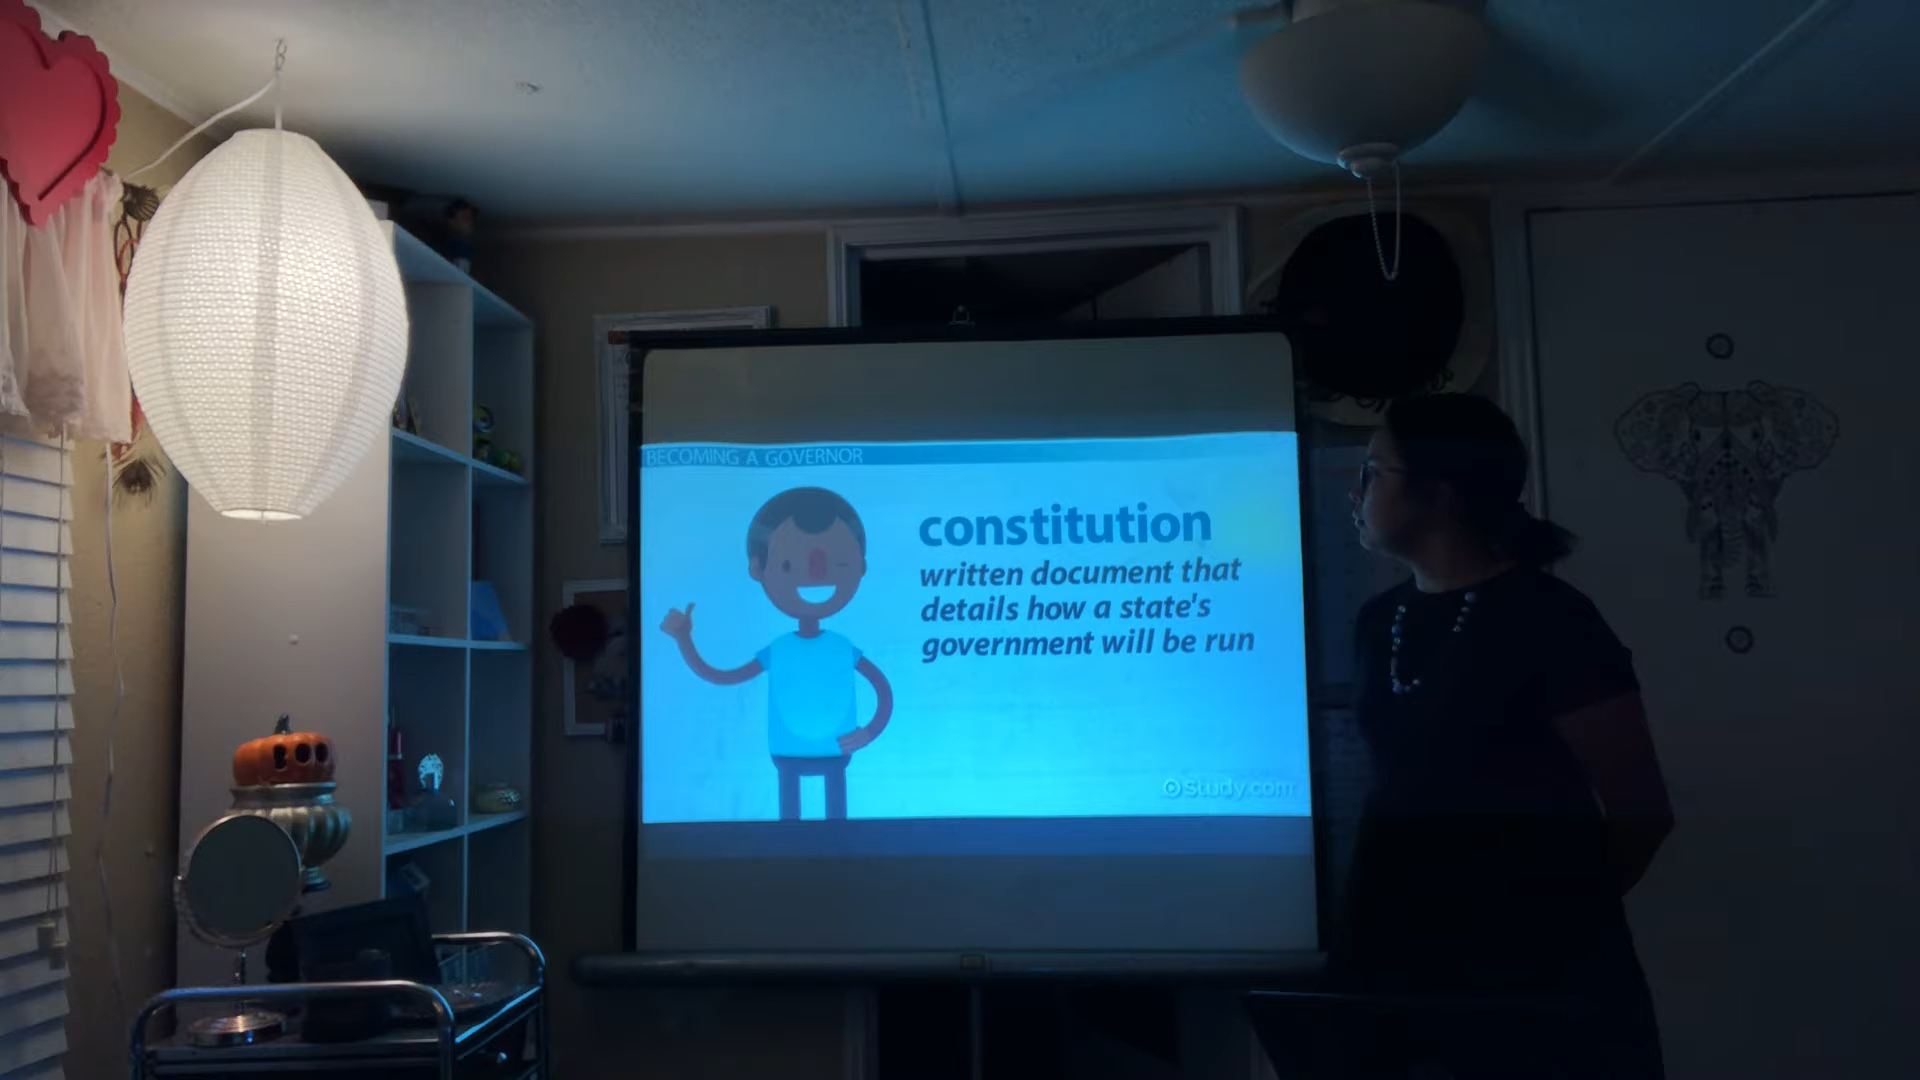 BECOMING A GOVERNOR
constitution
written document that
details how a state's
government will be run
Study.com